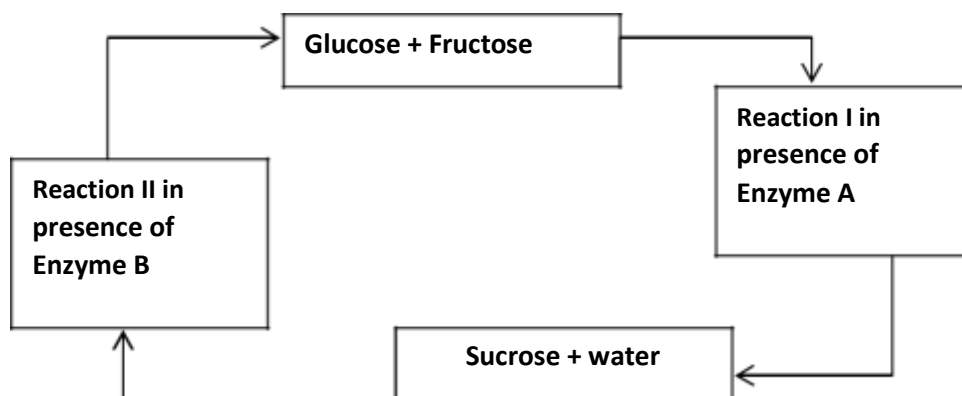 Glucose + Fructose
Reaction I in
presence of
Enzyme A
Reaction II in
presence of
Enzyme B
Sucrose + water